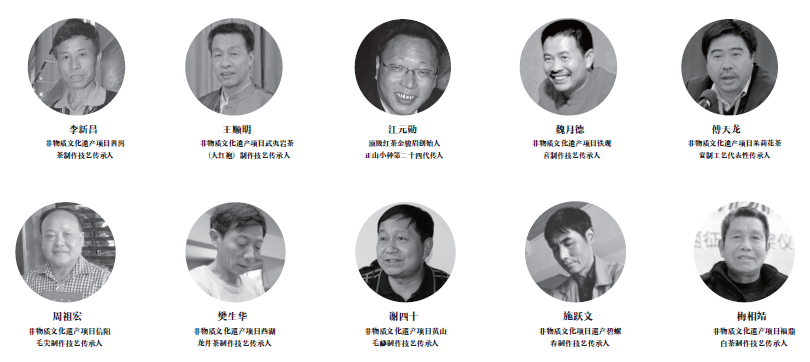 李新昌
王顺明
江元勋
魏月德
傅天龙
非物质文化遗产项目普洱
非物质文化遗产项目武夷岩茶
顶级红茶金骏眉创始人
非物质文化遗产项目铁观
非物质文化遗产项目茉莉花茶
茶制作技艺传承人
(大红袍) 制作技艺传承人
正山小种第二十四代传人
音制作技艺传承人
窨制工艺代表性传承人
周祖宏
樊生华
谢四十
施跃文
梅相靖
非物质文化遗产项目信阳
非物质文化遗产项目西湖
非物质文化遗产项目黄山
非物质文化项目遗产碧螺
非物质文化遗产项目福鼎
毛尖制作技艺传承人
龙井茶制作技艺传承人
毛峰制作技艺传承人
春制作技艺传承人
白茶制作技艺传承人